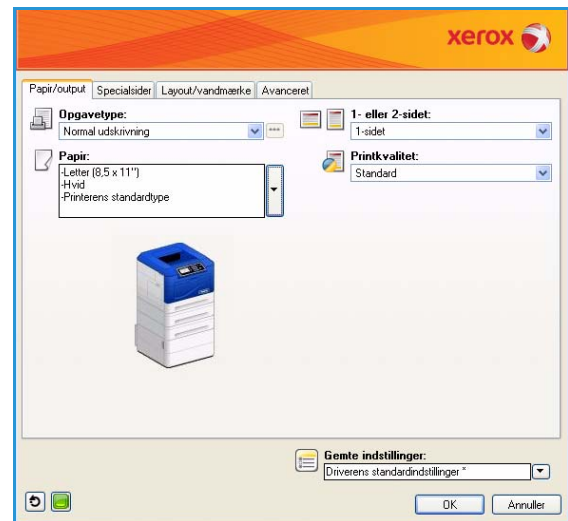 xerox
Papir/output Specialsider Layout/vandmærke Avanceret
Opgavetype:
Normal udskrivning
1- eller 2-sidet:
1-sidet
Papir:
-Letter (8,5 x 11")
-Hvid
-Printerens standardtype
Printkvalitet:
Standard
Gemte indstillinger:
Driverens standardindstillinger *
OK Annuller